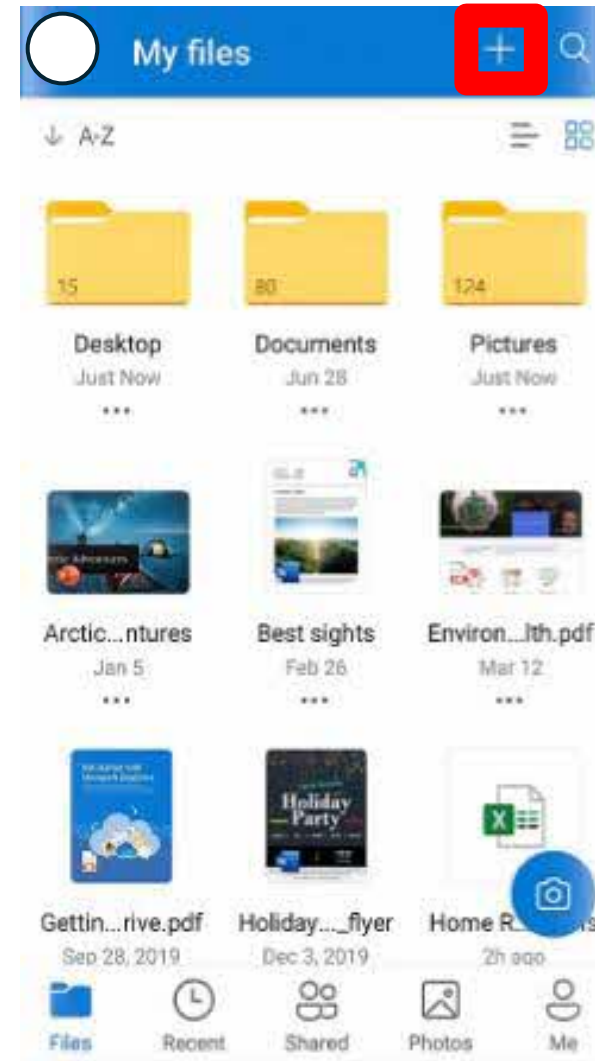 My files
A-Z
15
80
124
Desktop
Documents
Pictures
Just Now
Jun 28
Just Now
Arctic...ntures
Best sights
Environ...lth.pdf
Jan 5
Feb 26
Mar 12
Holiday
Party
Gettin...rive.pdf
Holiday..._flyer
Home R...
Sep 28, 2019
Dec 3, 2019
2h ago
Files
Recent
Shared
Photos
Me